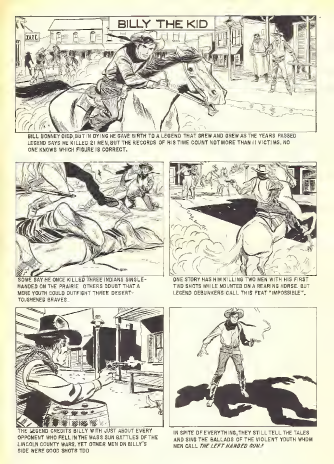 BILLY THE KID
BILL BONNEY DIED, BUT IN DYING HE GAVE BIRTH TO A LEGEND THAT GREW AND GREW AS THE YEARS PASSED
LEGEND SAYS HE KILLED 21 MEN, BUT THE RECORDS OF HIS TIME COUNT NOT MORE THAN 11 VICTIMS. NO
ONE KNOWS WHICH FIGURE IS CORRECT.
SOME SAY HE ONCE KILLED THREE INDIANS SINGLE-
HANDED ON THE PRAIRIE. OTHERS DOUBT THAT A
MERE YOUTH COULD OUTFIGHT THREE DESERT-
TOUGHENED BRAVES.
ONE STORY HAS HIM KILLING TWO MEN WITH HIS FIRST
TWO SHOTS WHILE MOUNTED ON A REARING HORSE. BUT
LEGEND DEBUNKERS CALL THIS FEAT "IMPOSSIBLE".
THE LEGEND CREDITS BILLY WITH JUST ABOUT EVERY
OPPONENT WHO FELL IN THE MASS GUN BATTLES OF THE
LINCOLN COUNTY WARS. YET OTHER MEN ON BILLY'S
SIDE WERE GOOD SHOTS TOO
IN SPITE OF EVERYTHING, THEY STILL TELL THE TALES
AND SING THE BALLADS OF THE VIOLENT YOUTH WHOM
MEN CALL THE LEFT HANDED GUN!